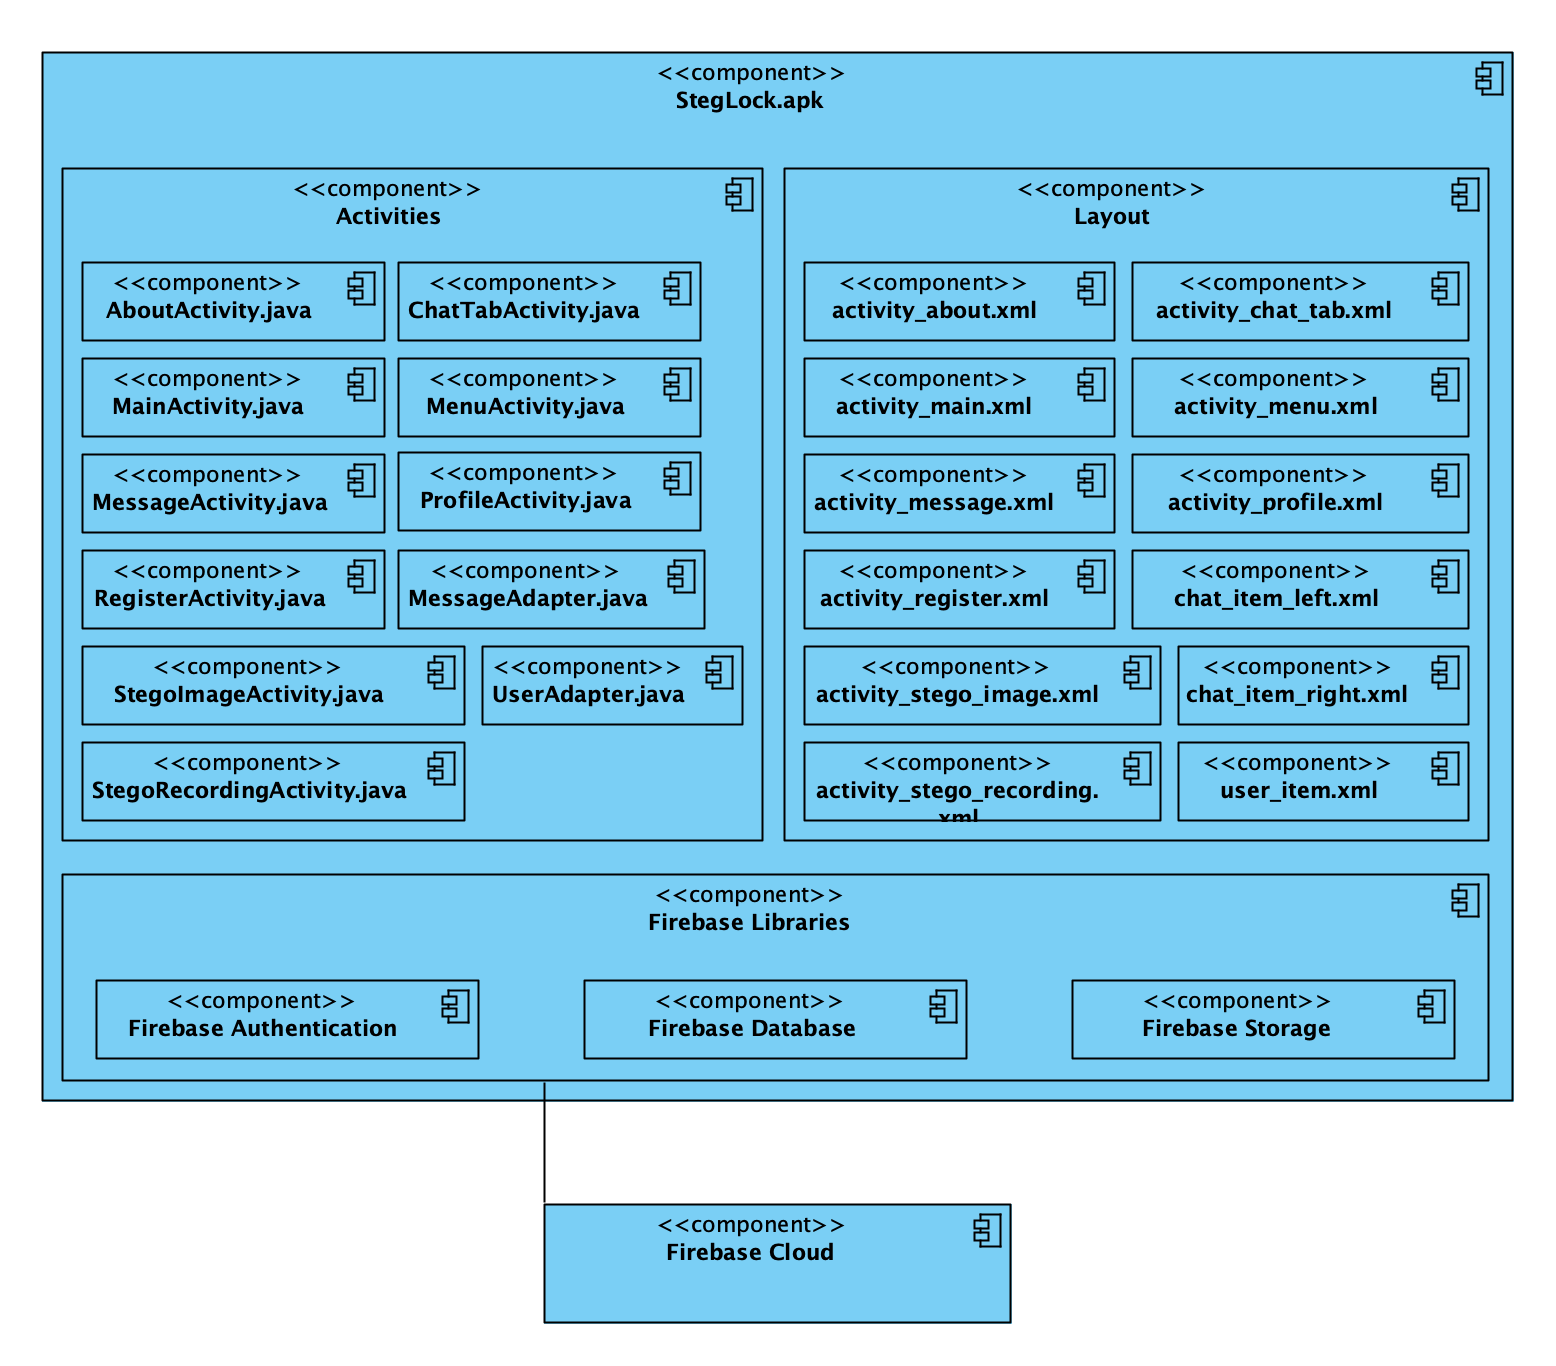 <<component>>
StegLock.apk
<<component>>
Activities
<<component>>
AboutActivity.java
<<component>>
ChatTabActivity.java
<<component>>
MainActivity.java
<<component>>
MenuActivity.java
<<component>>
MessageActivity.java
<<component>>
ProfileActivity.java
<<component>>
RegisterActivity.java
<<component>>
MessageAdapter.java
<<component>>
StegoImageActivity.java
<<component>>
UserAdapter.java
<<component>>
StegoRecordingActivity.java
<<component>>
Layout
<<component>>
activity_about.xml
<<component>>
activity_chat_tab.xml
<<component>>
activity_main.xml
<<component>>
activity_menu.xml
<<component>>
activity_message.xml
<<component>>
activity_profile.xml
<<component>>
activity_register.xml
<<component>>
chat_item_left.xml
<<component>>
activity_stego_image.xml
<<component>>
chat_item_right.xml
<<component>>
activity_stego_recording.
xml
<<component>>
user_item.xml
<<component>>
Firebase Libraries
<<component>>
Firebase Authentication
<<component>>
Firebase Database
<<component>>
Firebase Storage
<<component>>
Firebase Cloud